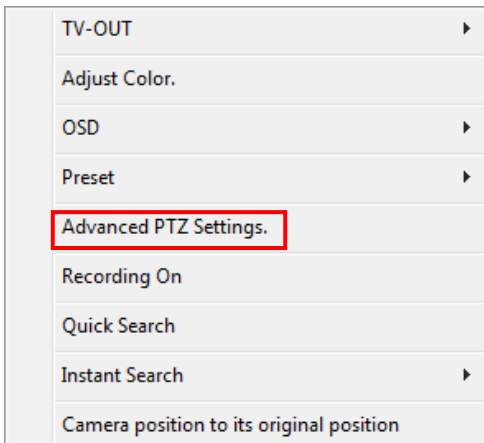 TV-OUT
Adjust Color.
OSD
Preset
Advanced PTZ Settings.
Recording On
Quick Search
Instant Search
Camera position to its original position